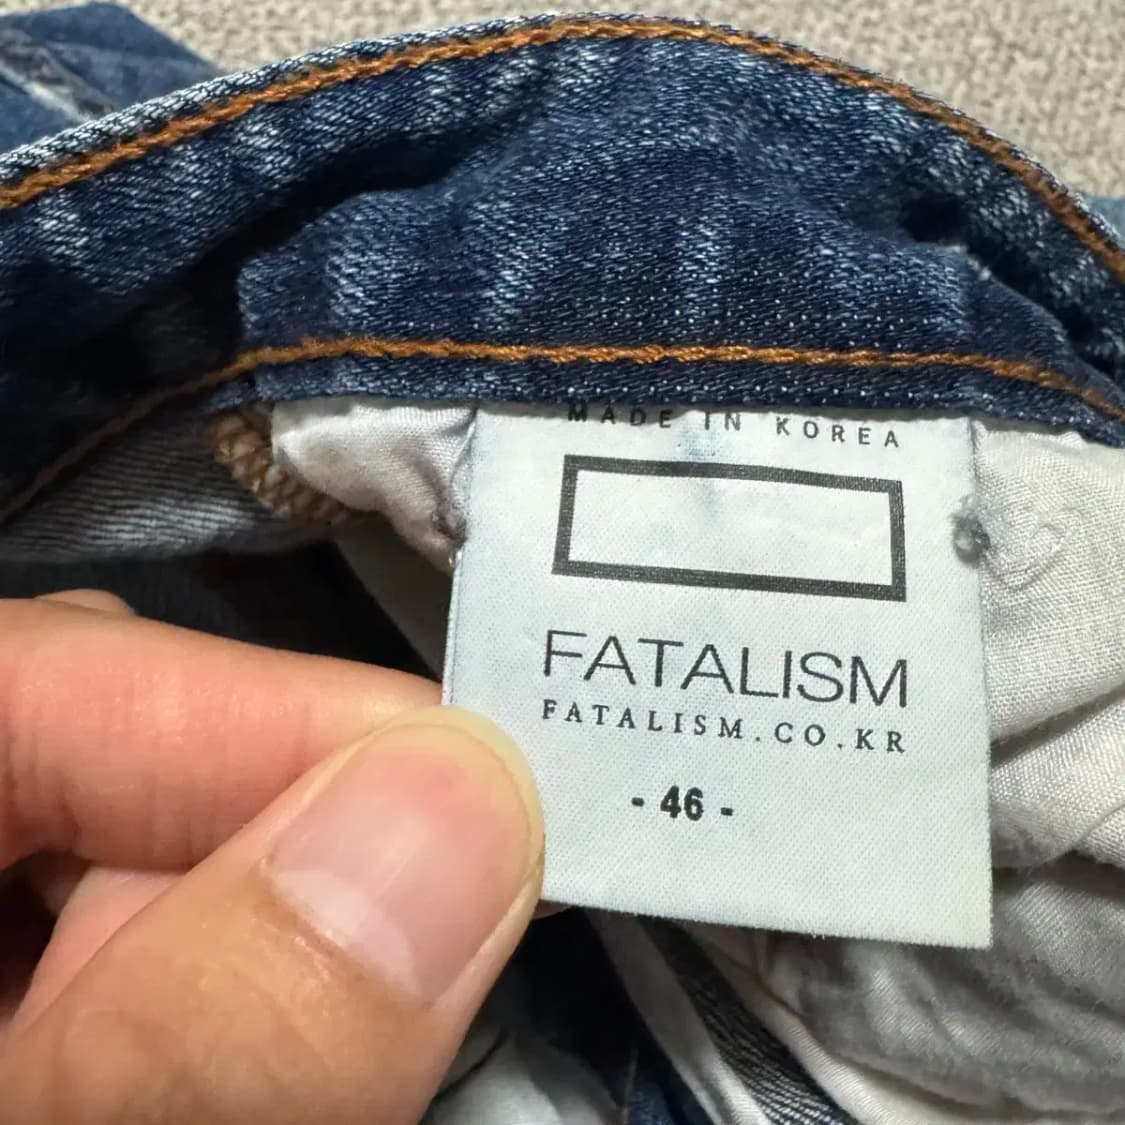 MADE IN KOREA
FATALISM
FATALISM.CO.KR
- 46 -